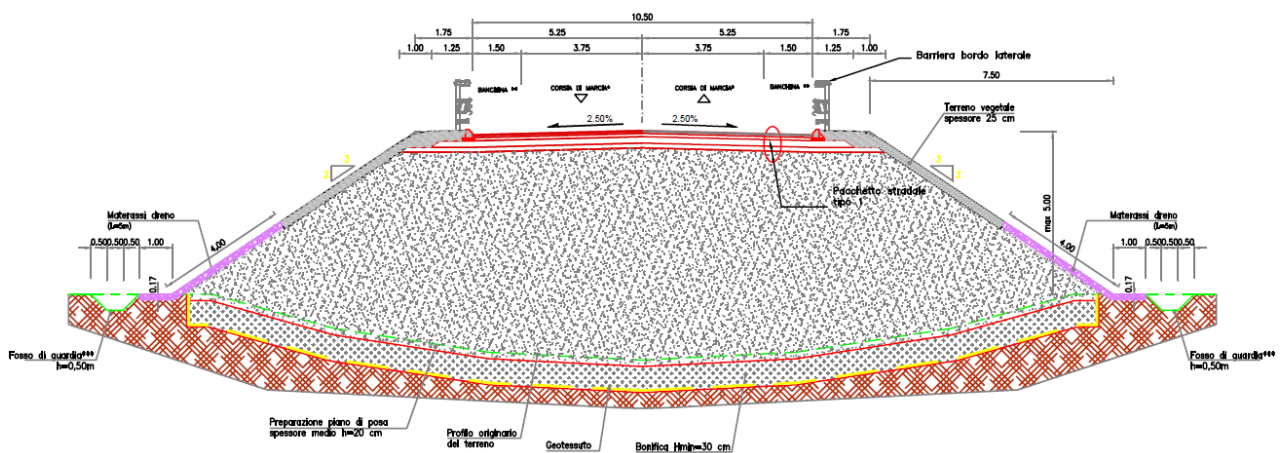 10.50
1.75 5.25 5.25 1.75
1.00 1.25 1.50 3.75 3.75 1.50 1.25 1.00
Barriera bordo laterale
7.50
BANCHINA ** CORSIA DI MARCIA* CORSIA DI MARCIA* BANCHINA **
Terreno vegetale
spessore 25 cm
2.50% 2.50%
3
2
3
2
Pacchetto stradale
tipo 1
max 5.00
Materassi dreno
(L=5m)
Materassi dreno
(L=5m)
4.00
4.00
0.50 0.50 0.50 1.00
1.00 0.50 0.50 0.50
0.17
0.17
Fosso di guardia***
h=0,50m
Fosso di guardia***
h=0,50m
Preparazione piano di posa
spessore medio h=20 cm
Profilo originario
del terreno
Geotessuto
Bonifica Hmin=30 cm